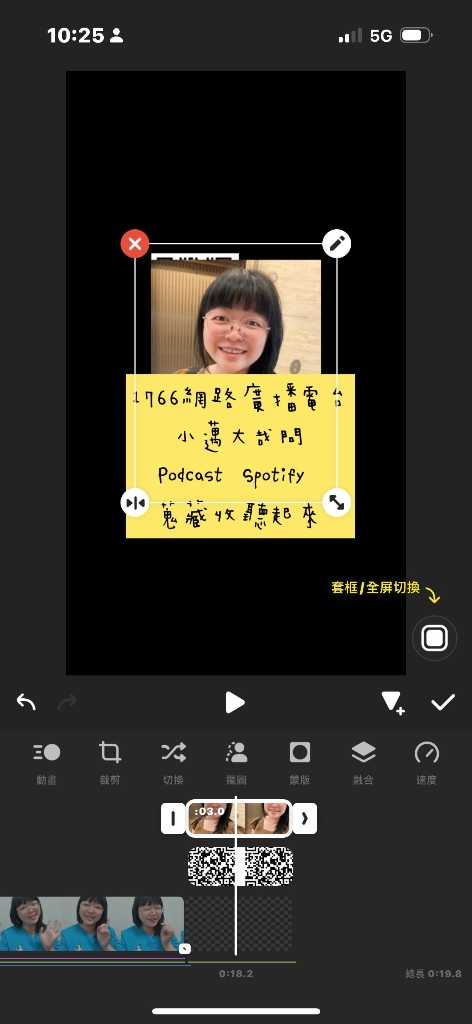 10:25
5G
1766網路廣播電台
小邁大哉問
Podcast Spotify
蒐藏收聽起來
套框/全屏切換
動畫
裁剪
切換
摳圖
蒙版
融合
速度
:03.0
0:18.2
總長 0:19.8